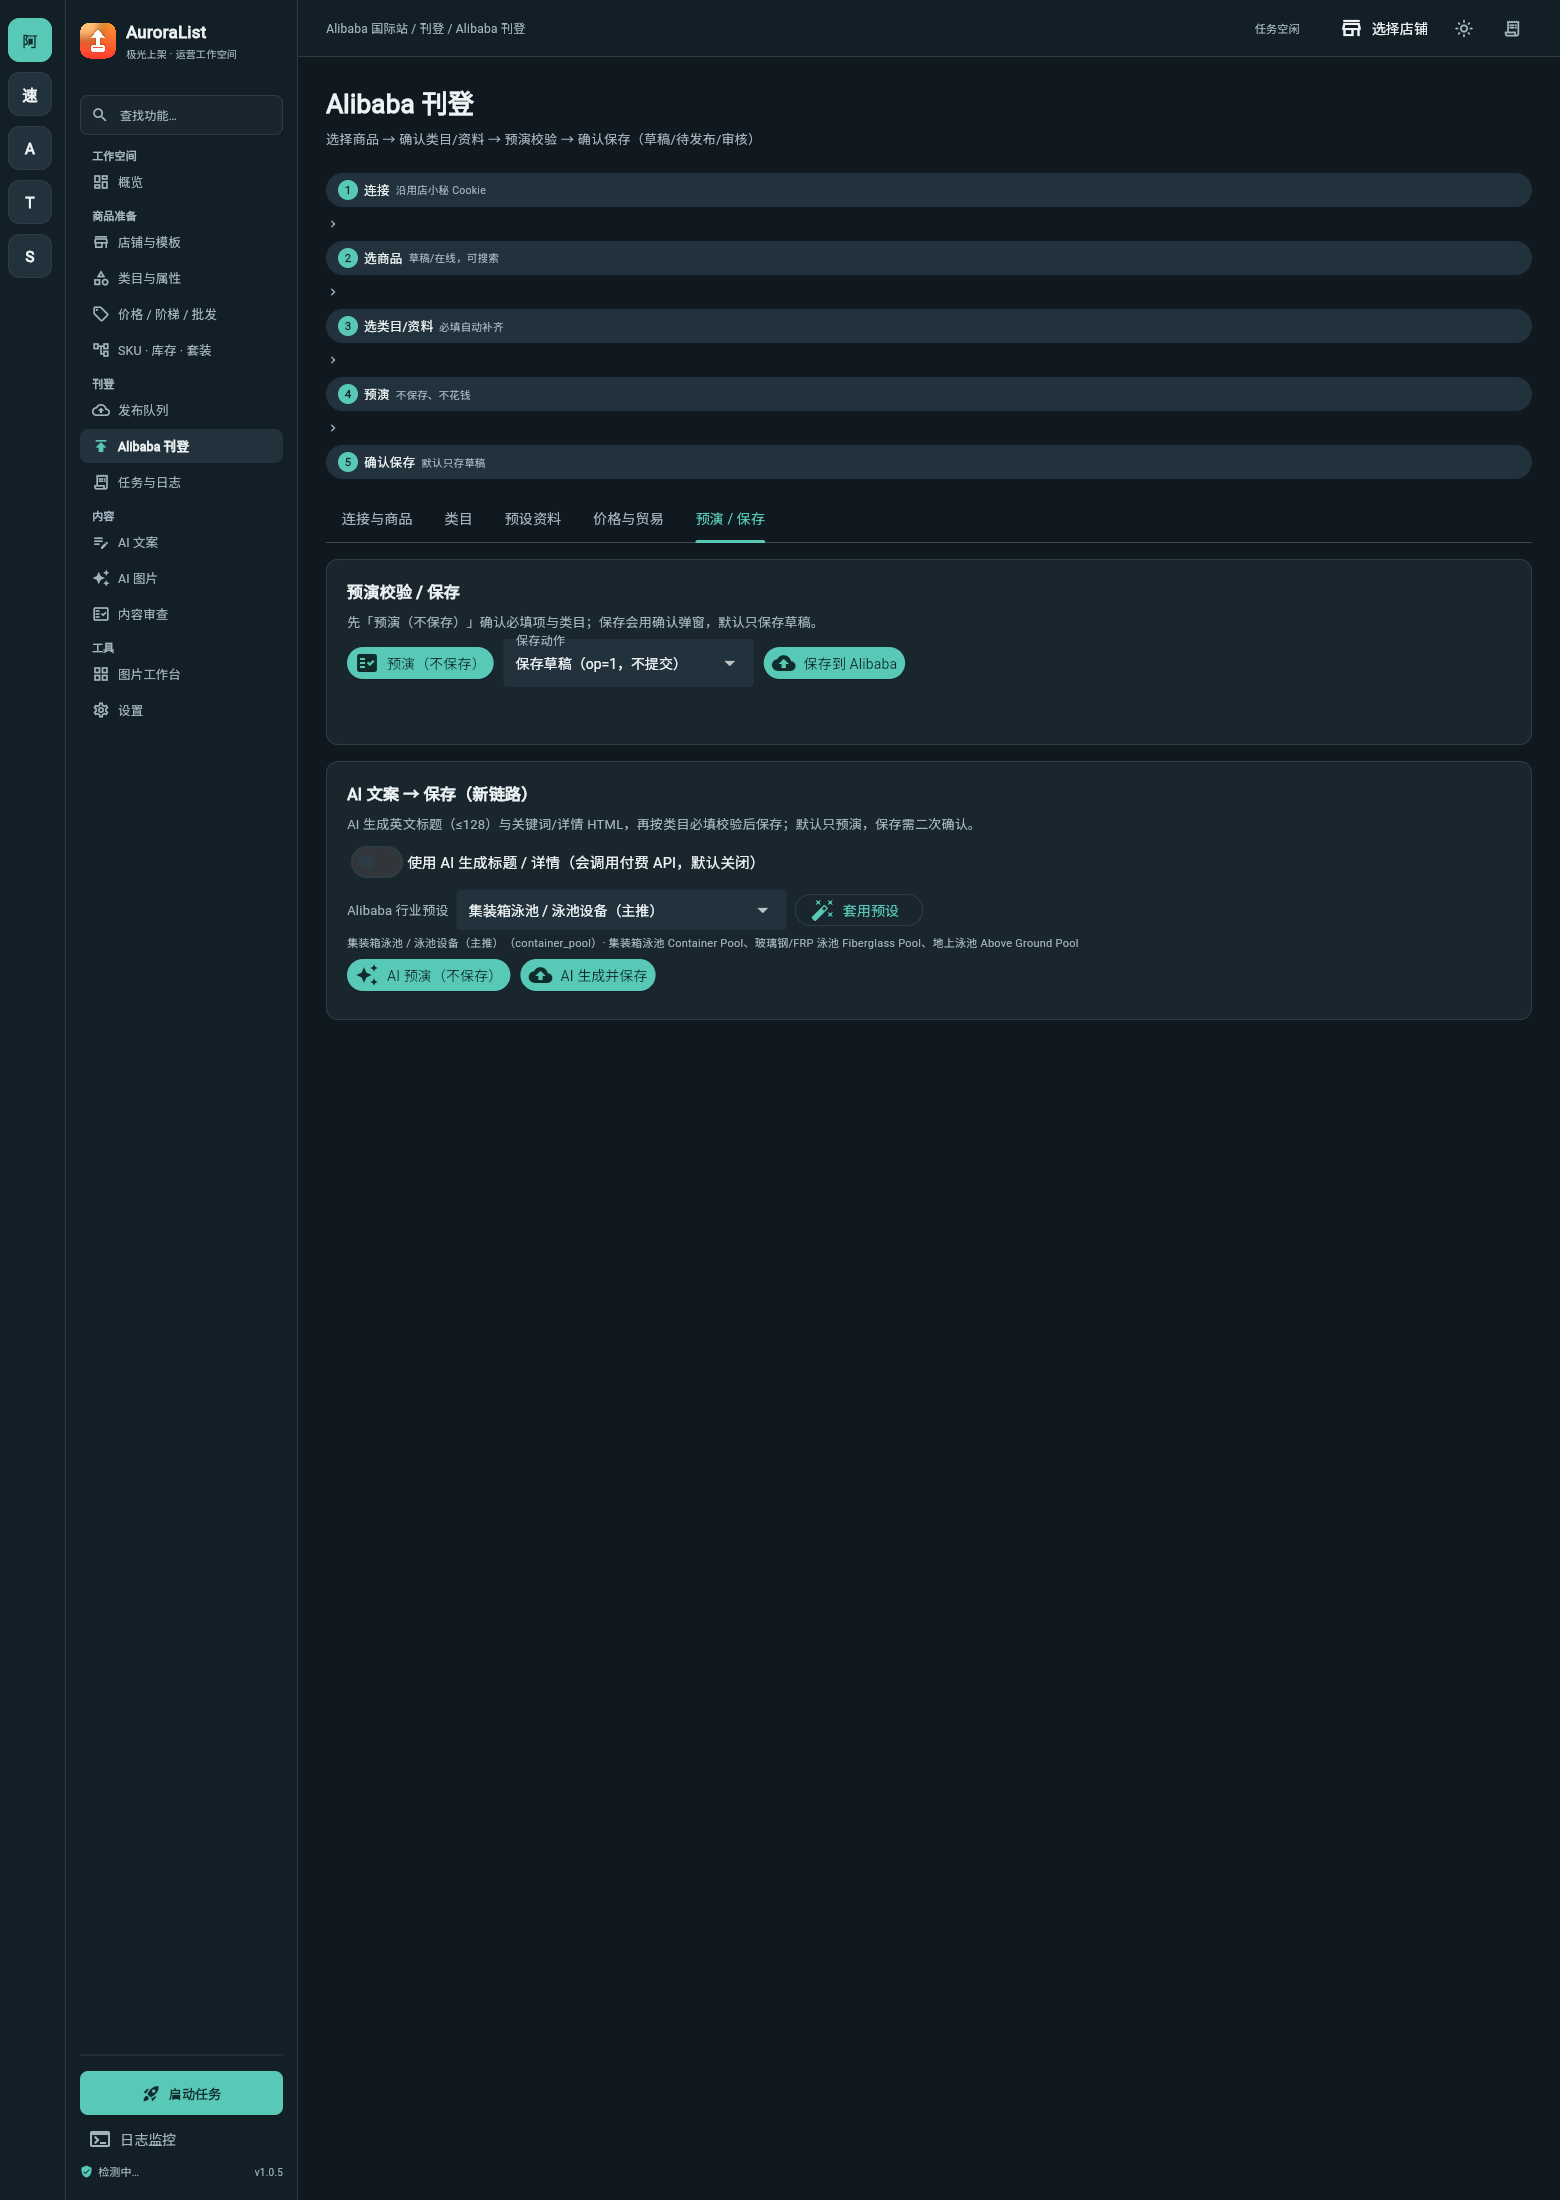 阿
速
A
T
S
AuroraList
极光上架 · 运营工作空间
查找功能...
工作空间
概览
商品准备
店铺与模板
类目与属性
价格 / 阶梯 / 批发
SKU · 库存 · 套装
刊登
发布队列
Alibaba 刊登
任务与日志
内容
AI 文案
AI 图片
内容审查
工具
图片工作台
设置
启动任务
日志监控
检测中... v1.0.5
Alibaba 国际站 / 刊登 / Alibaba 刊登
任务空闲
选择店铺
Alibaba 刊登
选择商品 → 确认类目/资料 → 预演校验 → 确认保存（草稿/待发布/审核）
1 连接 沿用店小秘 Cookie
2 选商品 草稿/在线，可搜索
3 选类目/资料 必填自动补齐
4 预演 不保存、不花钱
5 确认保存 默认只存草稿
连接与商品 类目 预设资料 价格与贸易 预演 / 保存
预演校验 / 保存
先「预演（不保存）」确认必填项与类目；保存会用确认弹窗，默认只保存草稿。
保存动作
预演（不保存） 保存草稿（op=1，不提交） 保存到 Alibaba
AI 文案 → 保存（新链路）
AI 生成英文标题（≤128）与关键词/详情 HTML，再按类目必填校验后保存；默认只预演，保存需二次确认。
使用 AI 生成标题 / 详情（会调用付费 API，默认关闭）
Alibaba 行业预设 集装箱泳池 / 泳池设备（主推） 套用预设
集装箱泳池 / 泳池设备（主推）（container_pool）· 集装箱泳池 Container Pool、玻璃钢/FRP 泳池 Fiberglass Pool、地上泳池 Above Ground Pool
AI 预演（不保存） AI 生成并保存